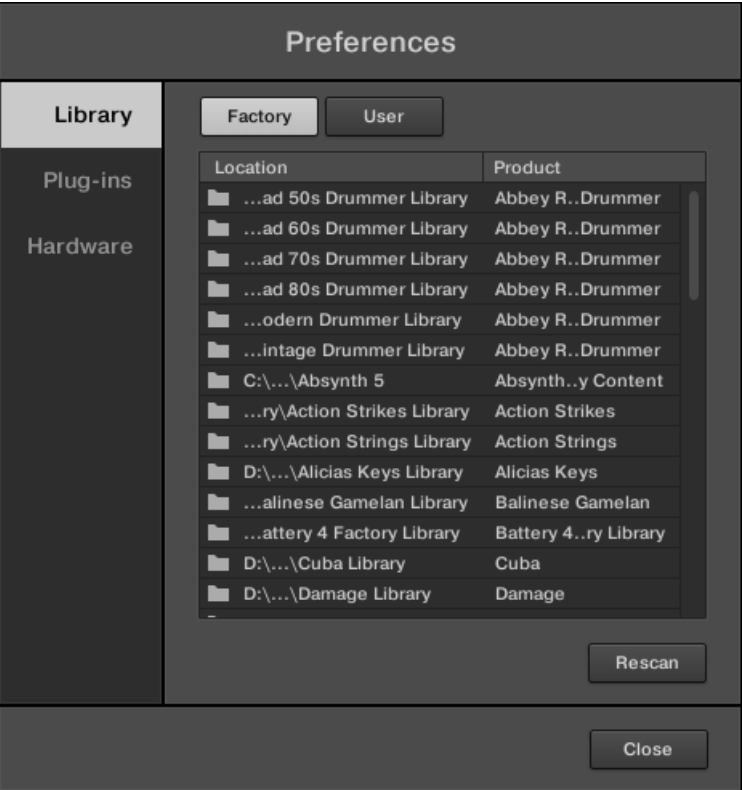 Preferences
Library
Plug-ins
Hardware
Factory User
Location Product
...ad 50s Drummer Library Abbey R..Drummer
...ad 60s Drummer Library Abbey R..Drummer
...ad 70s Drummer Library Abbey R..Drummer
...ad 80s Drummer Library Abbey R..Drummer
...odern Drummer Library Abbey R..Drummer
...intage Drummer Library Abbey R..Drummer
C:\...\Absynth 5 Absynth..y Content
...ry\Action Strikes Library Action Strikes
...ry\Action Strings Library Action Strings
D:\...\Alicias Keys Library Alicias Keys
...alinese Gamelan Library Balinese Gamelan
...attery 4 Factory Library Battery 4..ry Library
D:\...\Cuba Library Cuba
D:\...\Damage Library Damage
Rescan
Close